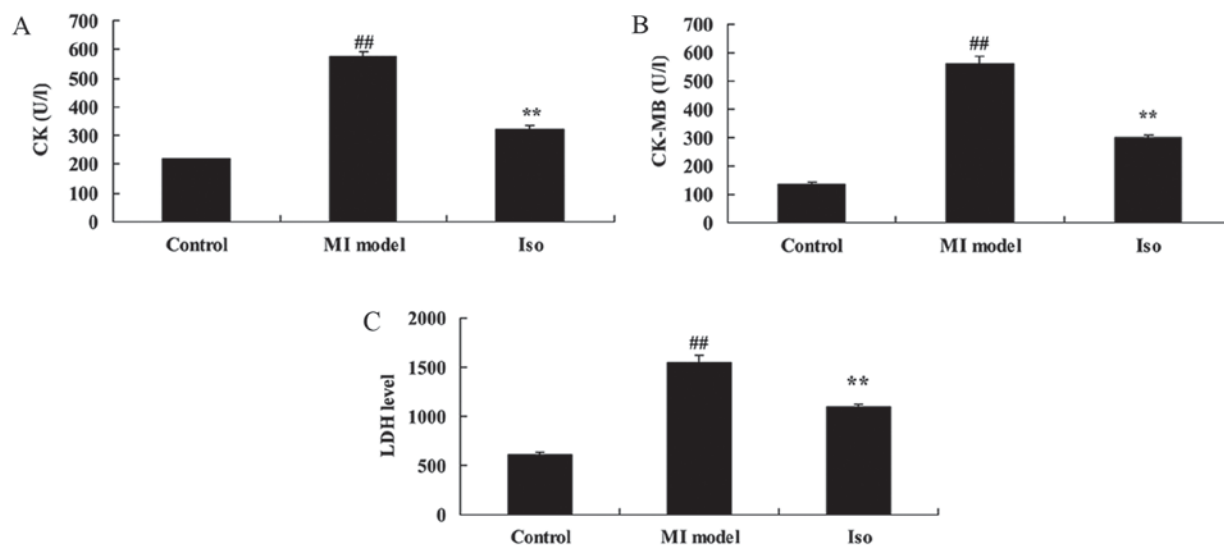 A
CK (U/l)
700
600
500
400
300
200
100
0
##
**
Control
MI model
Iso
B
CK-MB (U/l)
700
600
500
400
300
200
100
0
##
**
Control
MI model
Iso
C
LDH level
2000
1500
1000
500
0
##
**
Control
MI model
Iso